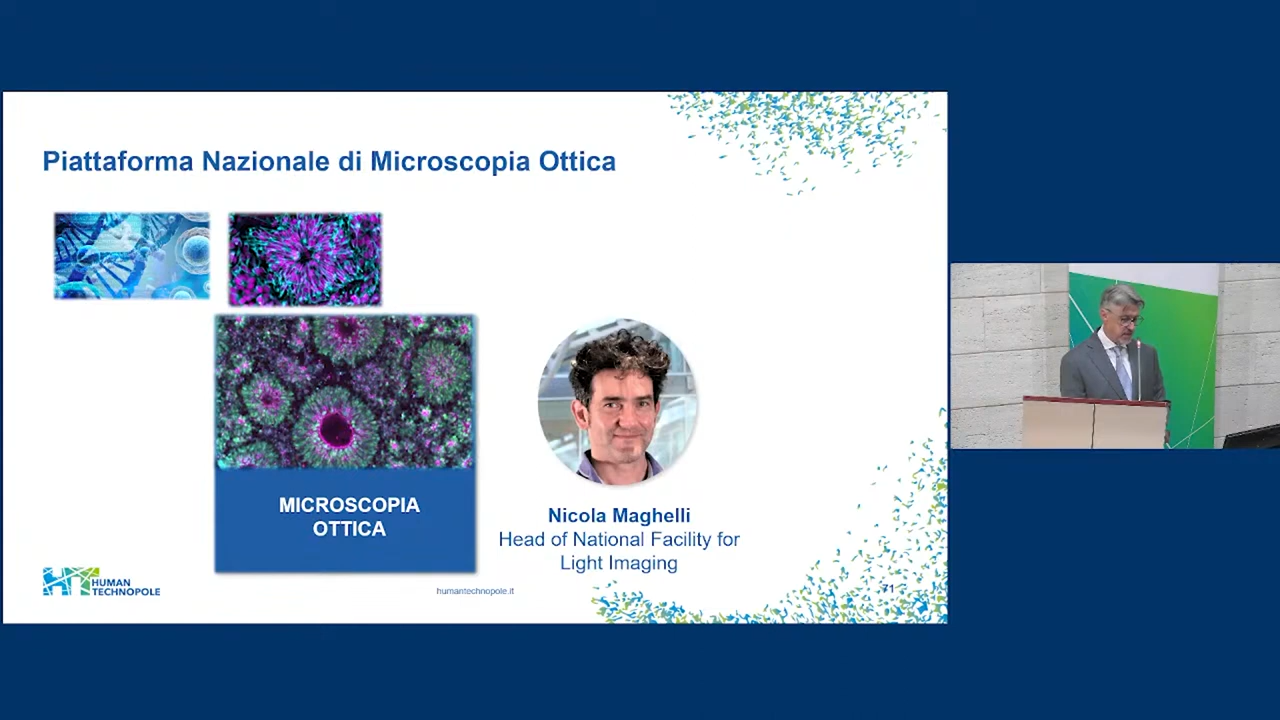 Piattaforma Nazionale di Microscopia Ottica
MICROSCOPIA
OTTICA
Nicola Maghelli
Head of National Facility for
Light Imaging
HUMAN
TECHNOPOLE
humantechnopole.it
71